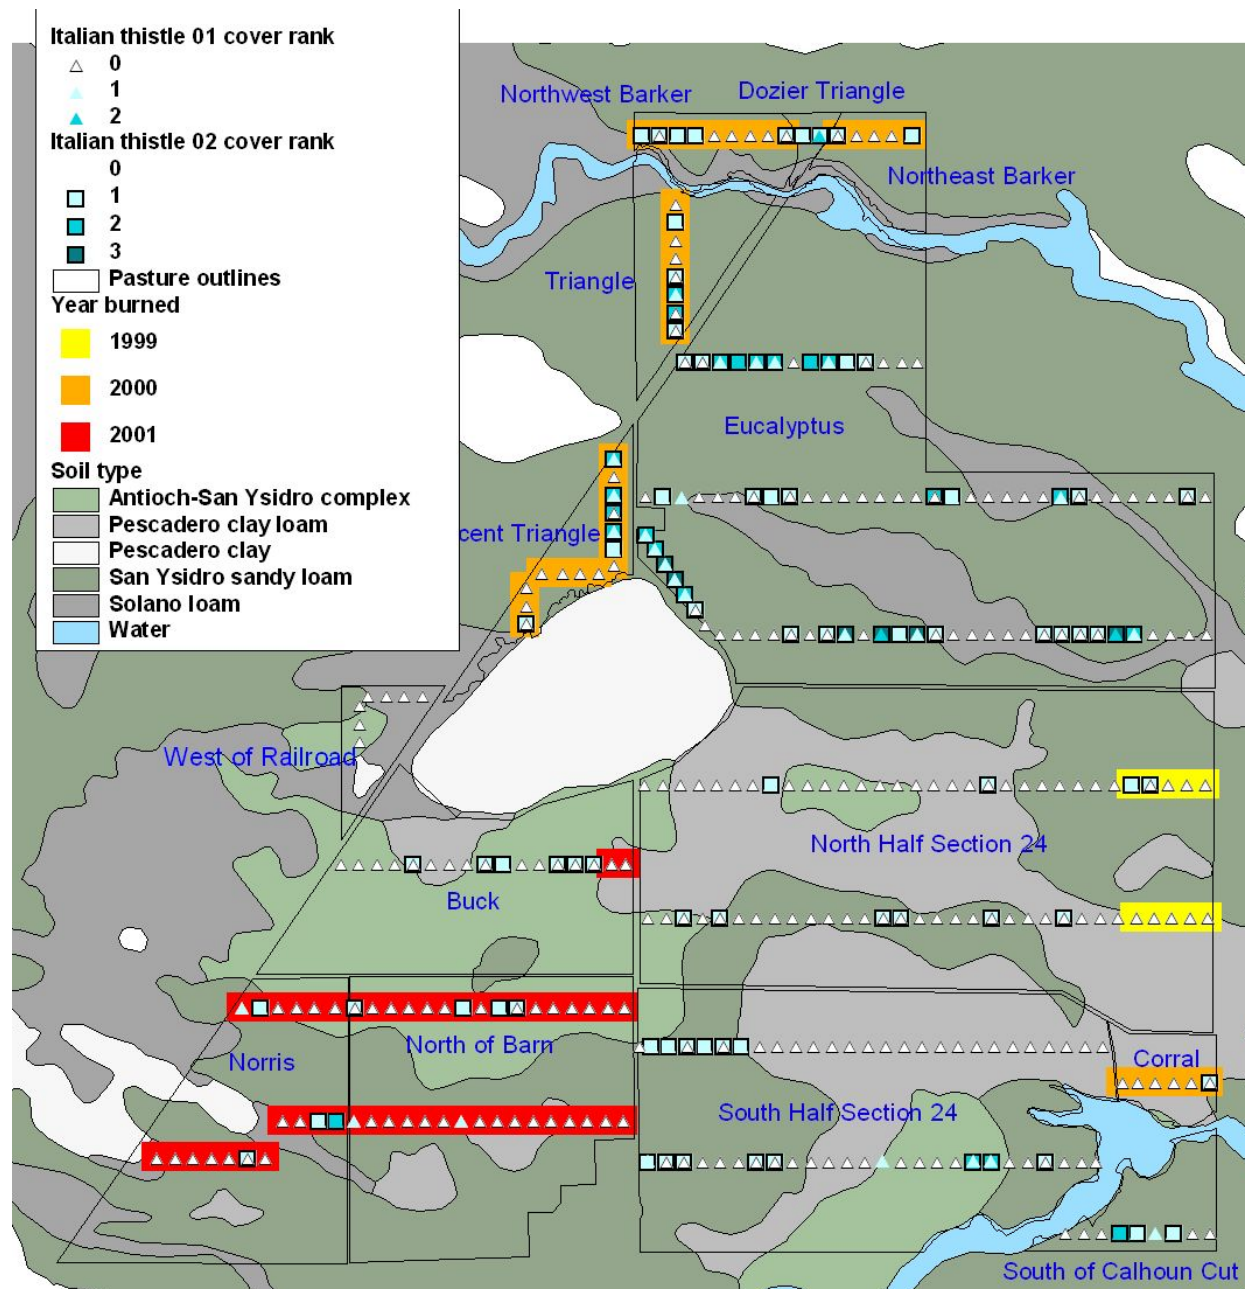 Italian thistle 01 cover rank
0
1
2
Italian thistle 02 cover rank
0
1
2
3
Pasture outlines
Year burned
1999
2000
2001
Soil type
Antioch-San Ysidro complex
Pescadero clay loam
Pescadero clay
San Ysidro sandy loam
Solano loam
Water
Northwest Barker
Dozier Triangle
Northeast Barker
Triangle
Eucalyptus
cent Triangle
West of Railroad
North Half Section 24
Buck
North of Barn
Norris
Corral
South Half Section 24
South of Calhoun Cut